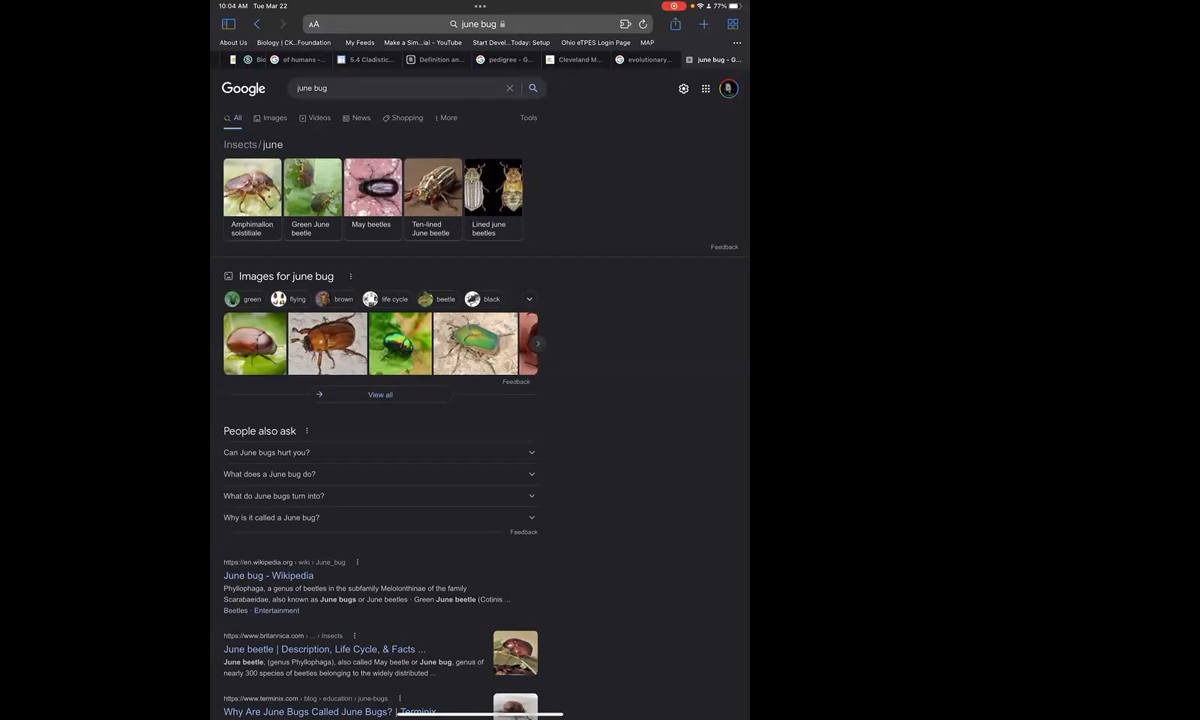 10:04 AM Tue Mar 22
77%
AA june bug
About Us Biology | CK...Foundation My Feeds Make a Sim...ial - YouTube Start Devel...Today: Setup Ohio eTPES Login Page MAP
Bio of humans -... 5.4 Cladistic... Definition an... pedigree - G... Cleveland M... evolutionary... june bug - G...
Google june bug
All Images Videos News Shopping More Tools
Insects / june
Amphimallon solstitiale
Green June beetle
May beetles
Ten-lined June beetle
Lined june beetles
Feedback
Images for june bug
green flying brown life cycle beetle black
Feedback
View all
People also ask
Can June bugs hurt you?
What does a June bug do?
What do June bugs turn into?
Why is it called a June bug?
Feedback
https://en.wikipedia.org › wiki › June_bug
June bug - Wikipedia
Phyllophaga, a genus of beetles in the subfamily Melolonthinae of the family
Scarabaeidae, also known as June bugs or June beetles · Green June beetle (Cotinis ...
Beetles · Entertainment
https://www.britannica.com › ... › Insects
June beetle | Description, Life Cycle, & Facts ...
June beetle, (genus Phyllophaga), also called May beetle or June bug, genus of
nearly 300 species of beetles belonging to the widely distributed ...
https://www.terminix.com › blog › education › june-bugs
Why Are June Bugs Called June Bugs? | Terminix